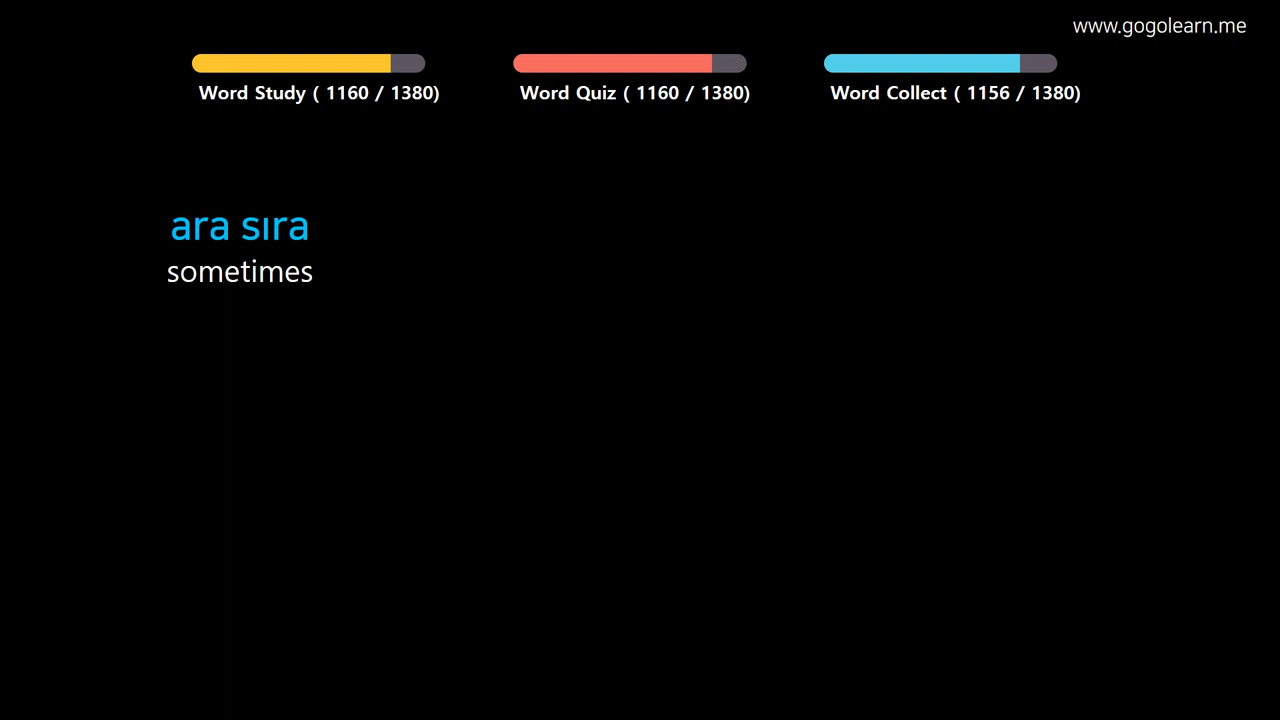 www.gogolearn.me
Word Study ( 1160 / 1380)
Word Quiz ( 1160 / 1380)
Word Collect ( 1156 / 1380)
ara sıra
sometimes